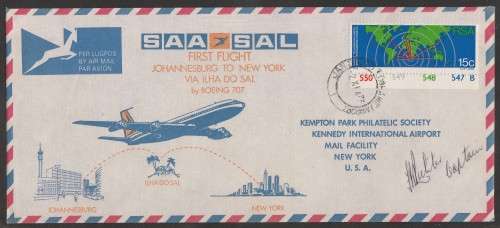 PER LUGPOS
BY AIR MAIL
PAR AVION
SAA SAL
FIRST FLIGHT
JOHANNESBURG TO NEW YORK
VIA ILHA DO SAL
by BOEING 707
RSA
15c
550 549 548 547 B
KEMPTON PARK PHILATELIC SOCIETY
KENNEDY INTERNATIONAL AIRPORT
MAIL FACILITY
NEW YORK
U.S.A.
Captain
ILHA DO SAL
JOHANNESBURG
NEW YORK